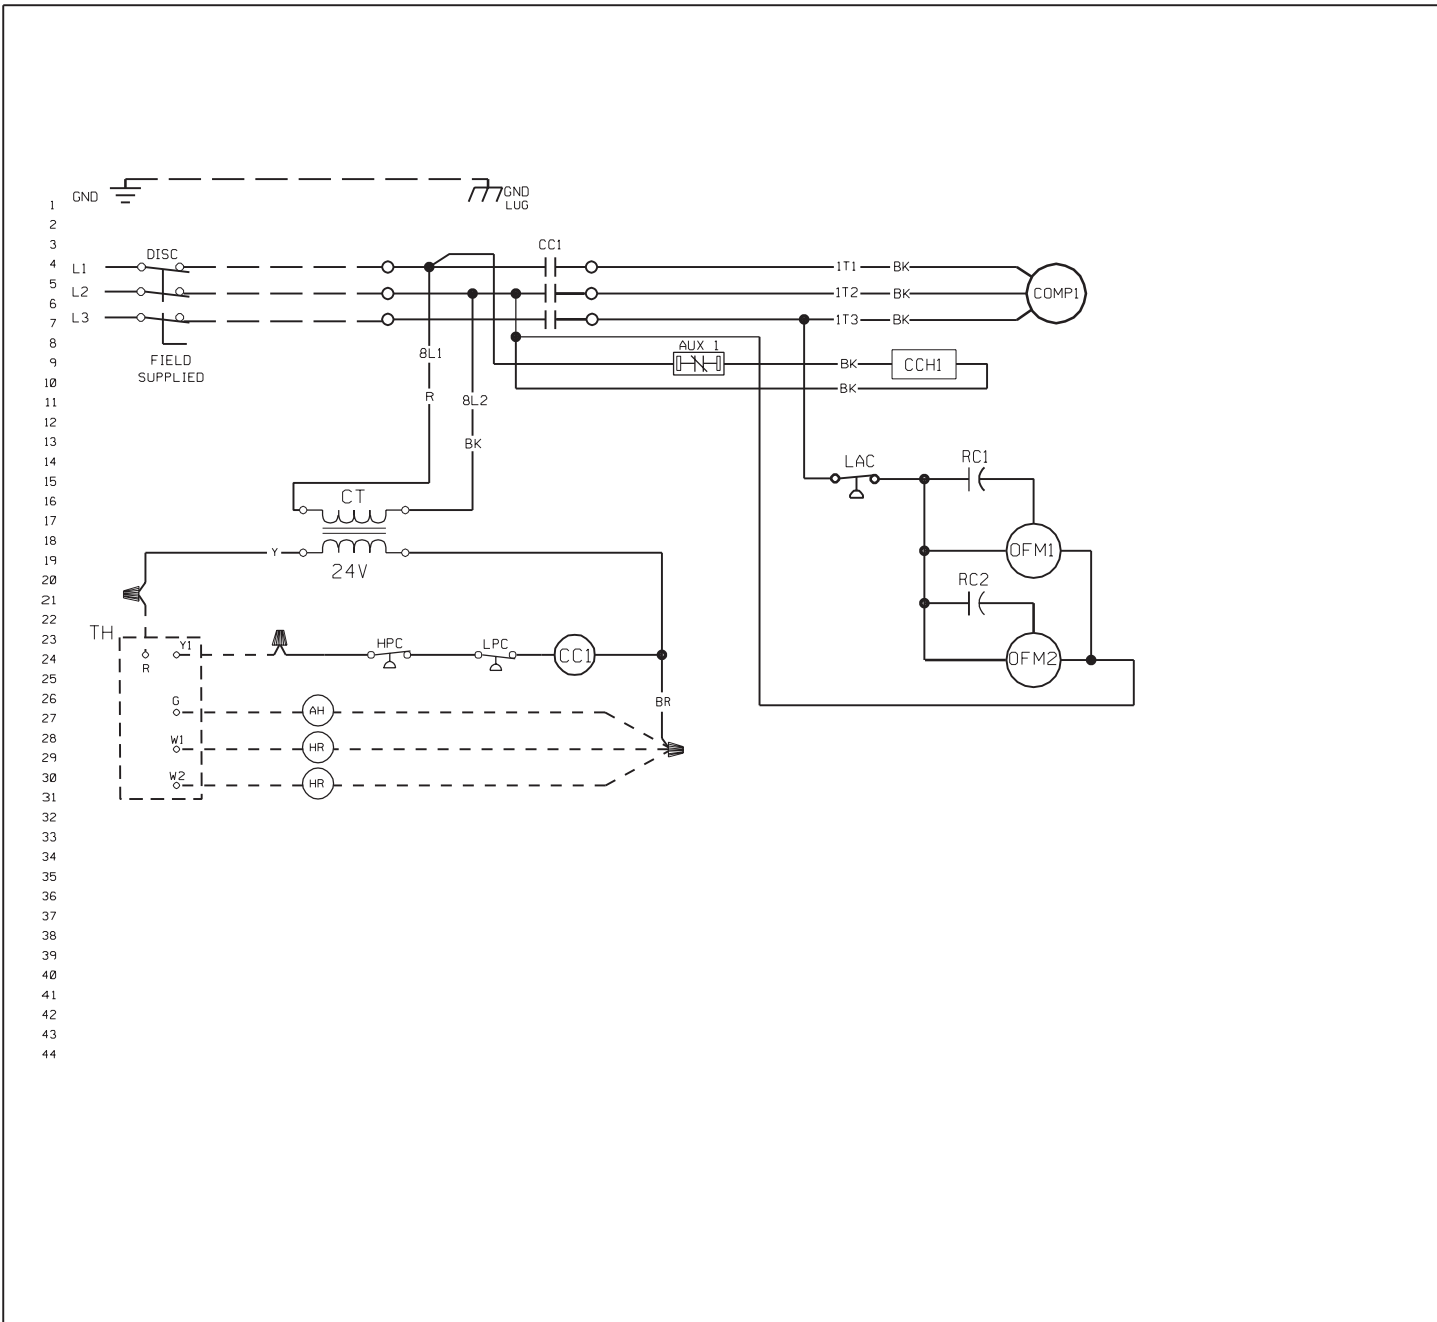 GND
GND
LUG
1
2
3
DISC
CC1
4
L1
1T1
BK
5
L2
1T2
BK
COMP1
6
7
L3
1T3
BK
8
8L1
AUX 1
9
FIELD
BK
CCH1
10
SUPPLIED
R
BK
11
8L2
12
13
BK
14
LAC
RC1
15
16
CT
17
18
19
Y
OFM1
20
24V
RC2
21
22
23
TH
Y1
HPC
LPC
24
R
CC1
OFM2
25
26
G
BR
27
AH
28
W1
29
HR
30
W2
HR
31
32
33
34
35
36
37
38
39
40
41
42
43
44